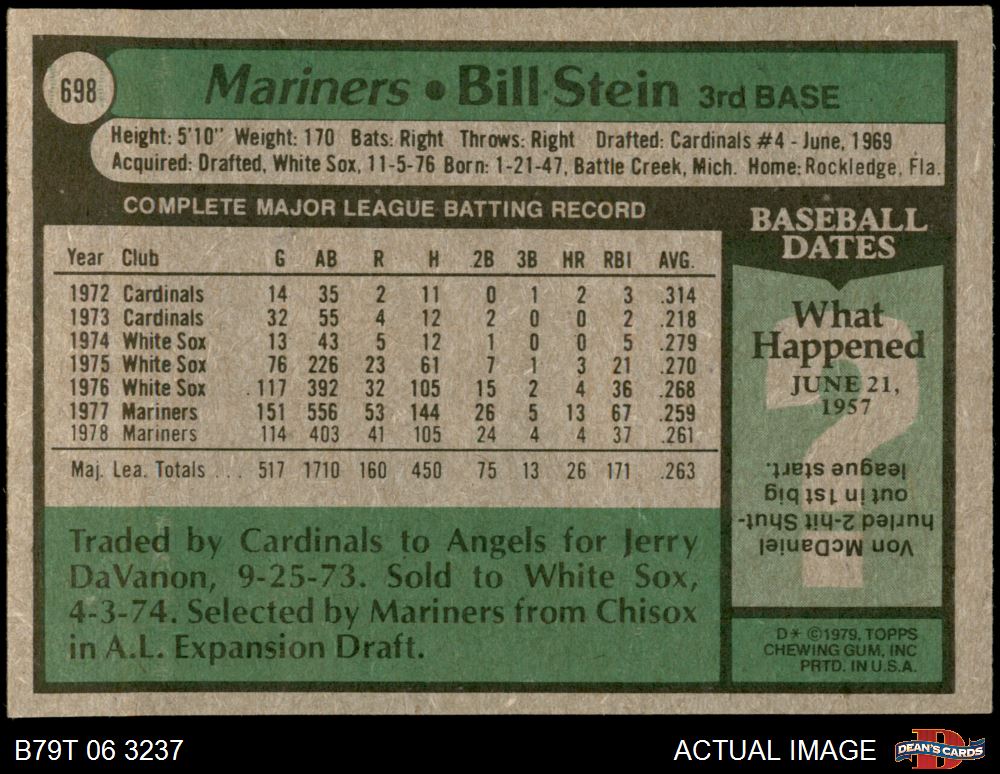 698
Mariners • Bill Stein 3rd BASE
Height: 5'10" Weight: 170 Bats: Right Throws: Right Drafted: Cardinals #4 - June, 1969
Acquired: Drafted, White Sox, 11-5-76 Born: 1-21-47, Battle Creek, Mich. Home: Rockledge, Fla.
COMPLETE MAJOR LEAGUE BATTING RECORD
Year Club G AB R H 2B 3B HR RBI AVG.
1972 Cardinals 14 35 2 11 0 1 2 3 .314
1973 Cardinals 32 55 4 12 2 0 0 2 .218
1974 White Sox 13 43 5 12 1 0 0 5 .279
1975 White Sox 76 226 23 61 7 1 3 21 .270
1976 White Sox 117 392 32 105 15 2 4 36 .268
1977 Mariners 151 556 53 144 26 5 13 67 .259
1978 Mariners 114 403 41 105 24 4 4 37 .261
Maj. Lea. Totals ... 517 1710 160 450 75 13 26 171 .263
Traded by Cardinals to Angels for Jerry
DaVanon, 9-25-73. Sold to White Sox,
4-3-74. Selected by Mariners from Chisox
in A.L. Expansion Draft.
BASEBALL
DATES
What
Happened
JUNE 21,
1957
Von McDaniel
hurled 2-hit Shut-
out in 1st big
league start.
D* ©1979, TOPPS
CHEWING GUM, INC
PRTD. IN U.S.A.
B79T 06 3237
ACTUAL IMAGE
D
DEAN'S CARDS